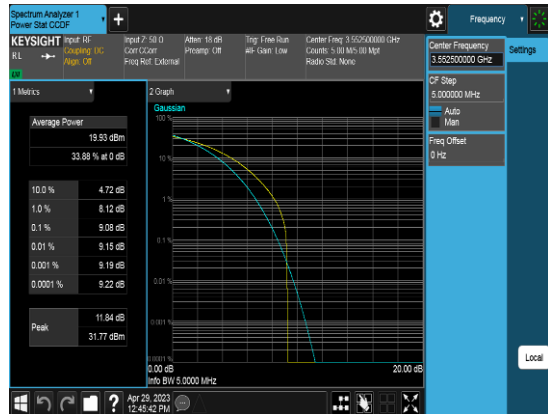 Spectrum Analyzer 1
Power Stat CCDF
Frequency
KEYSIGHT
RL
Input: RF
Coupling: DC
Align: Off
Input Z: 50 Ω
Corr CCorr
Freq Ref: External
Atten: 18 dB
Preamp: Off
Trig: Free Run
#IF Gain: Low
Center Freq: 3.552500000 GHz
Counts: 5.00 M/5.00 Mpt
Radio Std: None
Center Frequency
3.552500000 GHz
Settings
CF Step
5.000000 MHz
Auto
Man
Freq Offset
0 Hz
1 Metrics
2 Graph
Average Power
19.93 dBm
33.88 % at 0 dB
10.0 % 4.72 dB
1.0 % 8.12 dB
0.1 % 9.08 dB
0.01 % 9.15 dB
0.001 % 9.19 dB
0.0001 % 9.22 dB
Peak
11.84 dB
31.77 dBm
Gaussian
100 %
10 %
1 %
0.1 %
0.01 %
0.001 %
0.0001 %
0.00 dB
20.00 dB
Info BW 5.0000 MHz
Local
Apr 29, 2023
12:45:42 PM